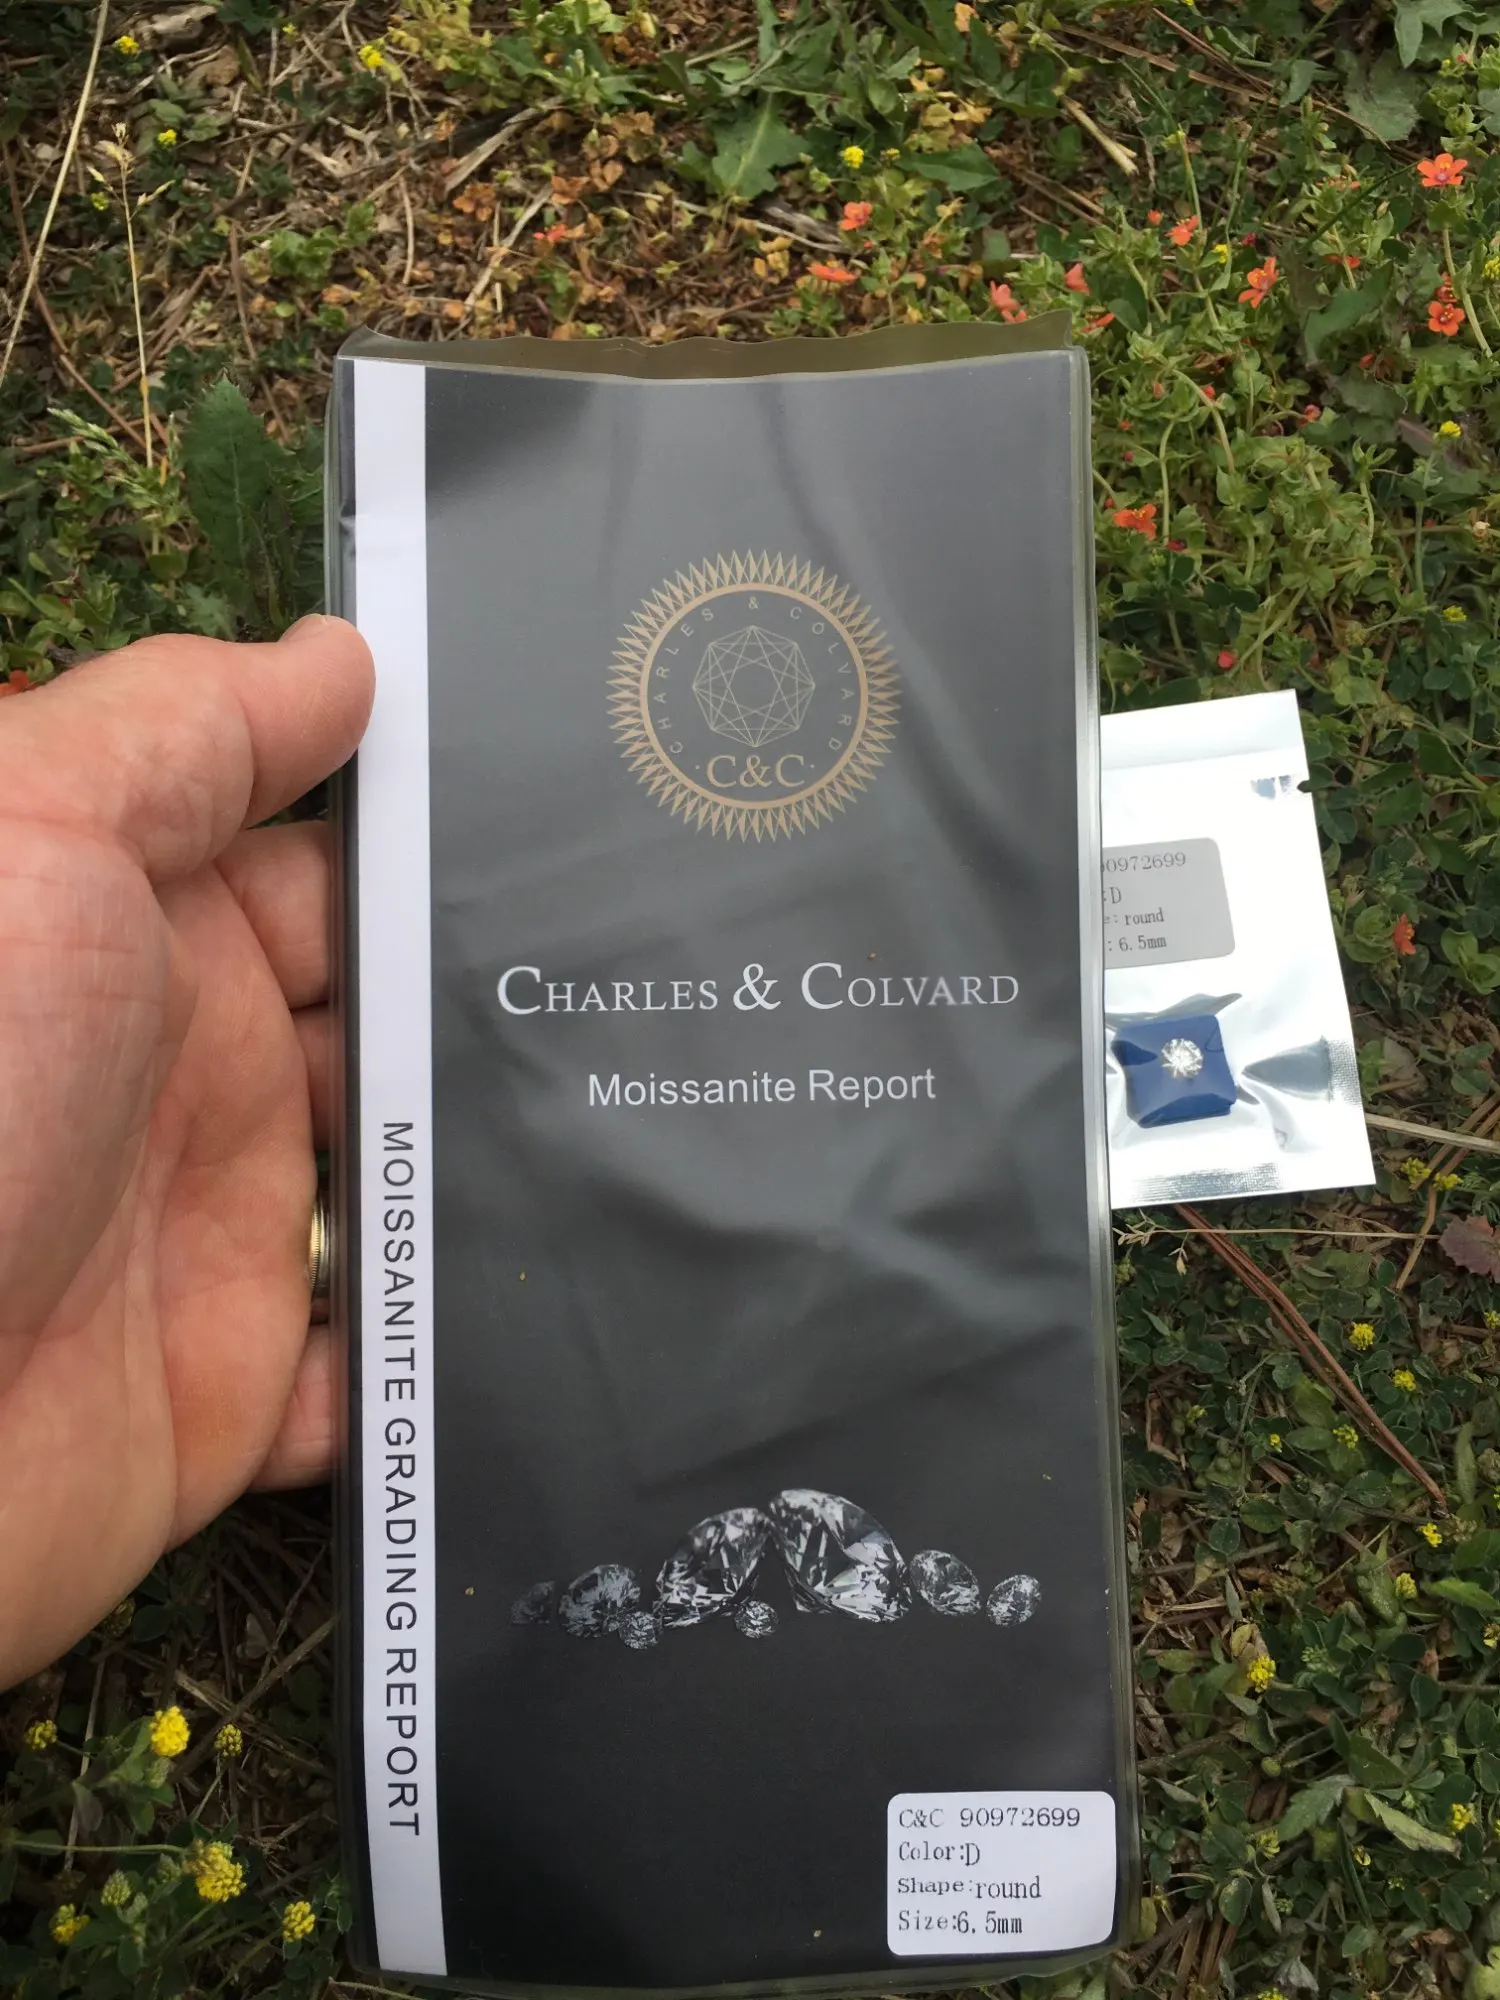 CHARLES & COLVARD
· C&C ·
CHARLES & COLVARD
Moissanite Report
MOISSANITE GRADING REPORT
C&C 90972699
Color:D
Shape:round
Size:6.5mm
0972699
:D
e: round
: 6.5mm